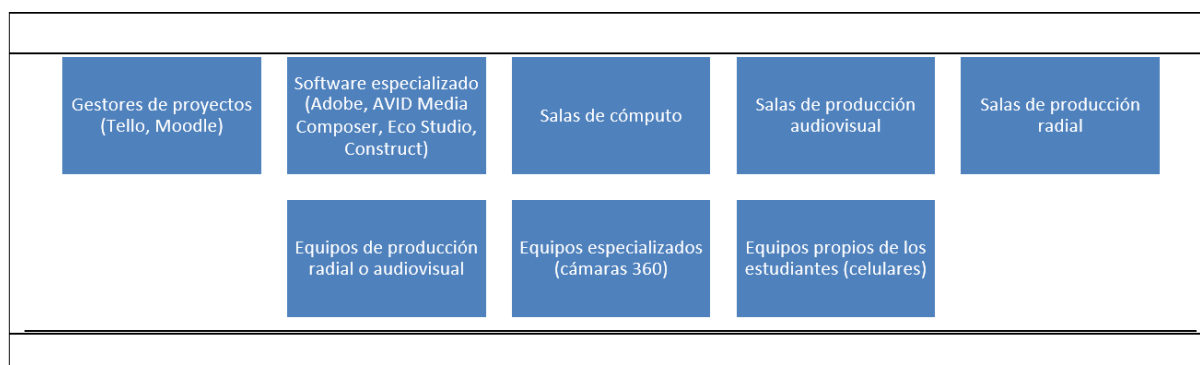 Gestores de proyectos
(Tello, Moodle)
Software especializado
(Adobe, AVID Media
Composer, Eco Studio,
Construct)
Salas de cómputo
Salas de producción
audiovisual
Salas de producción
radial
Equipos de producción
radial o audiovisual
Equipos especializados
(cámaras 360)
Equipos propios de los
estudiantes (celulares)